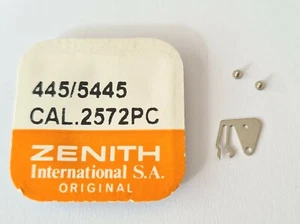 445/5445
CAL.2572PC
ZENITH
International S.A.
ORIGINAL